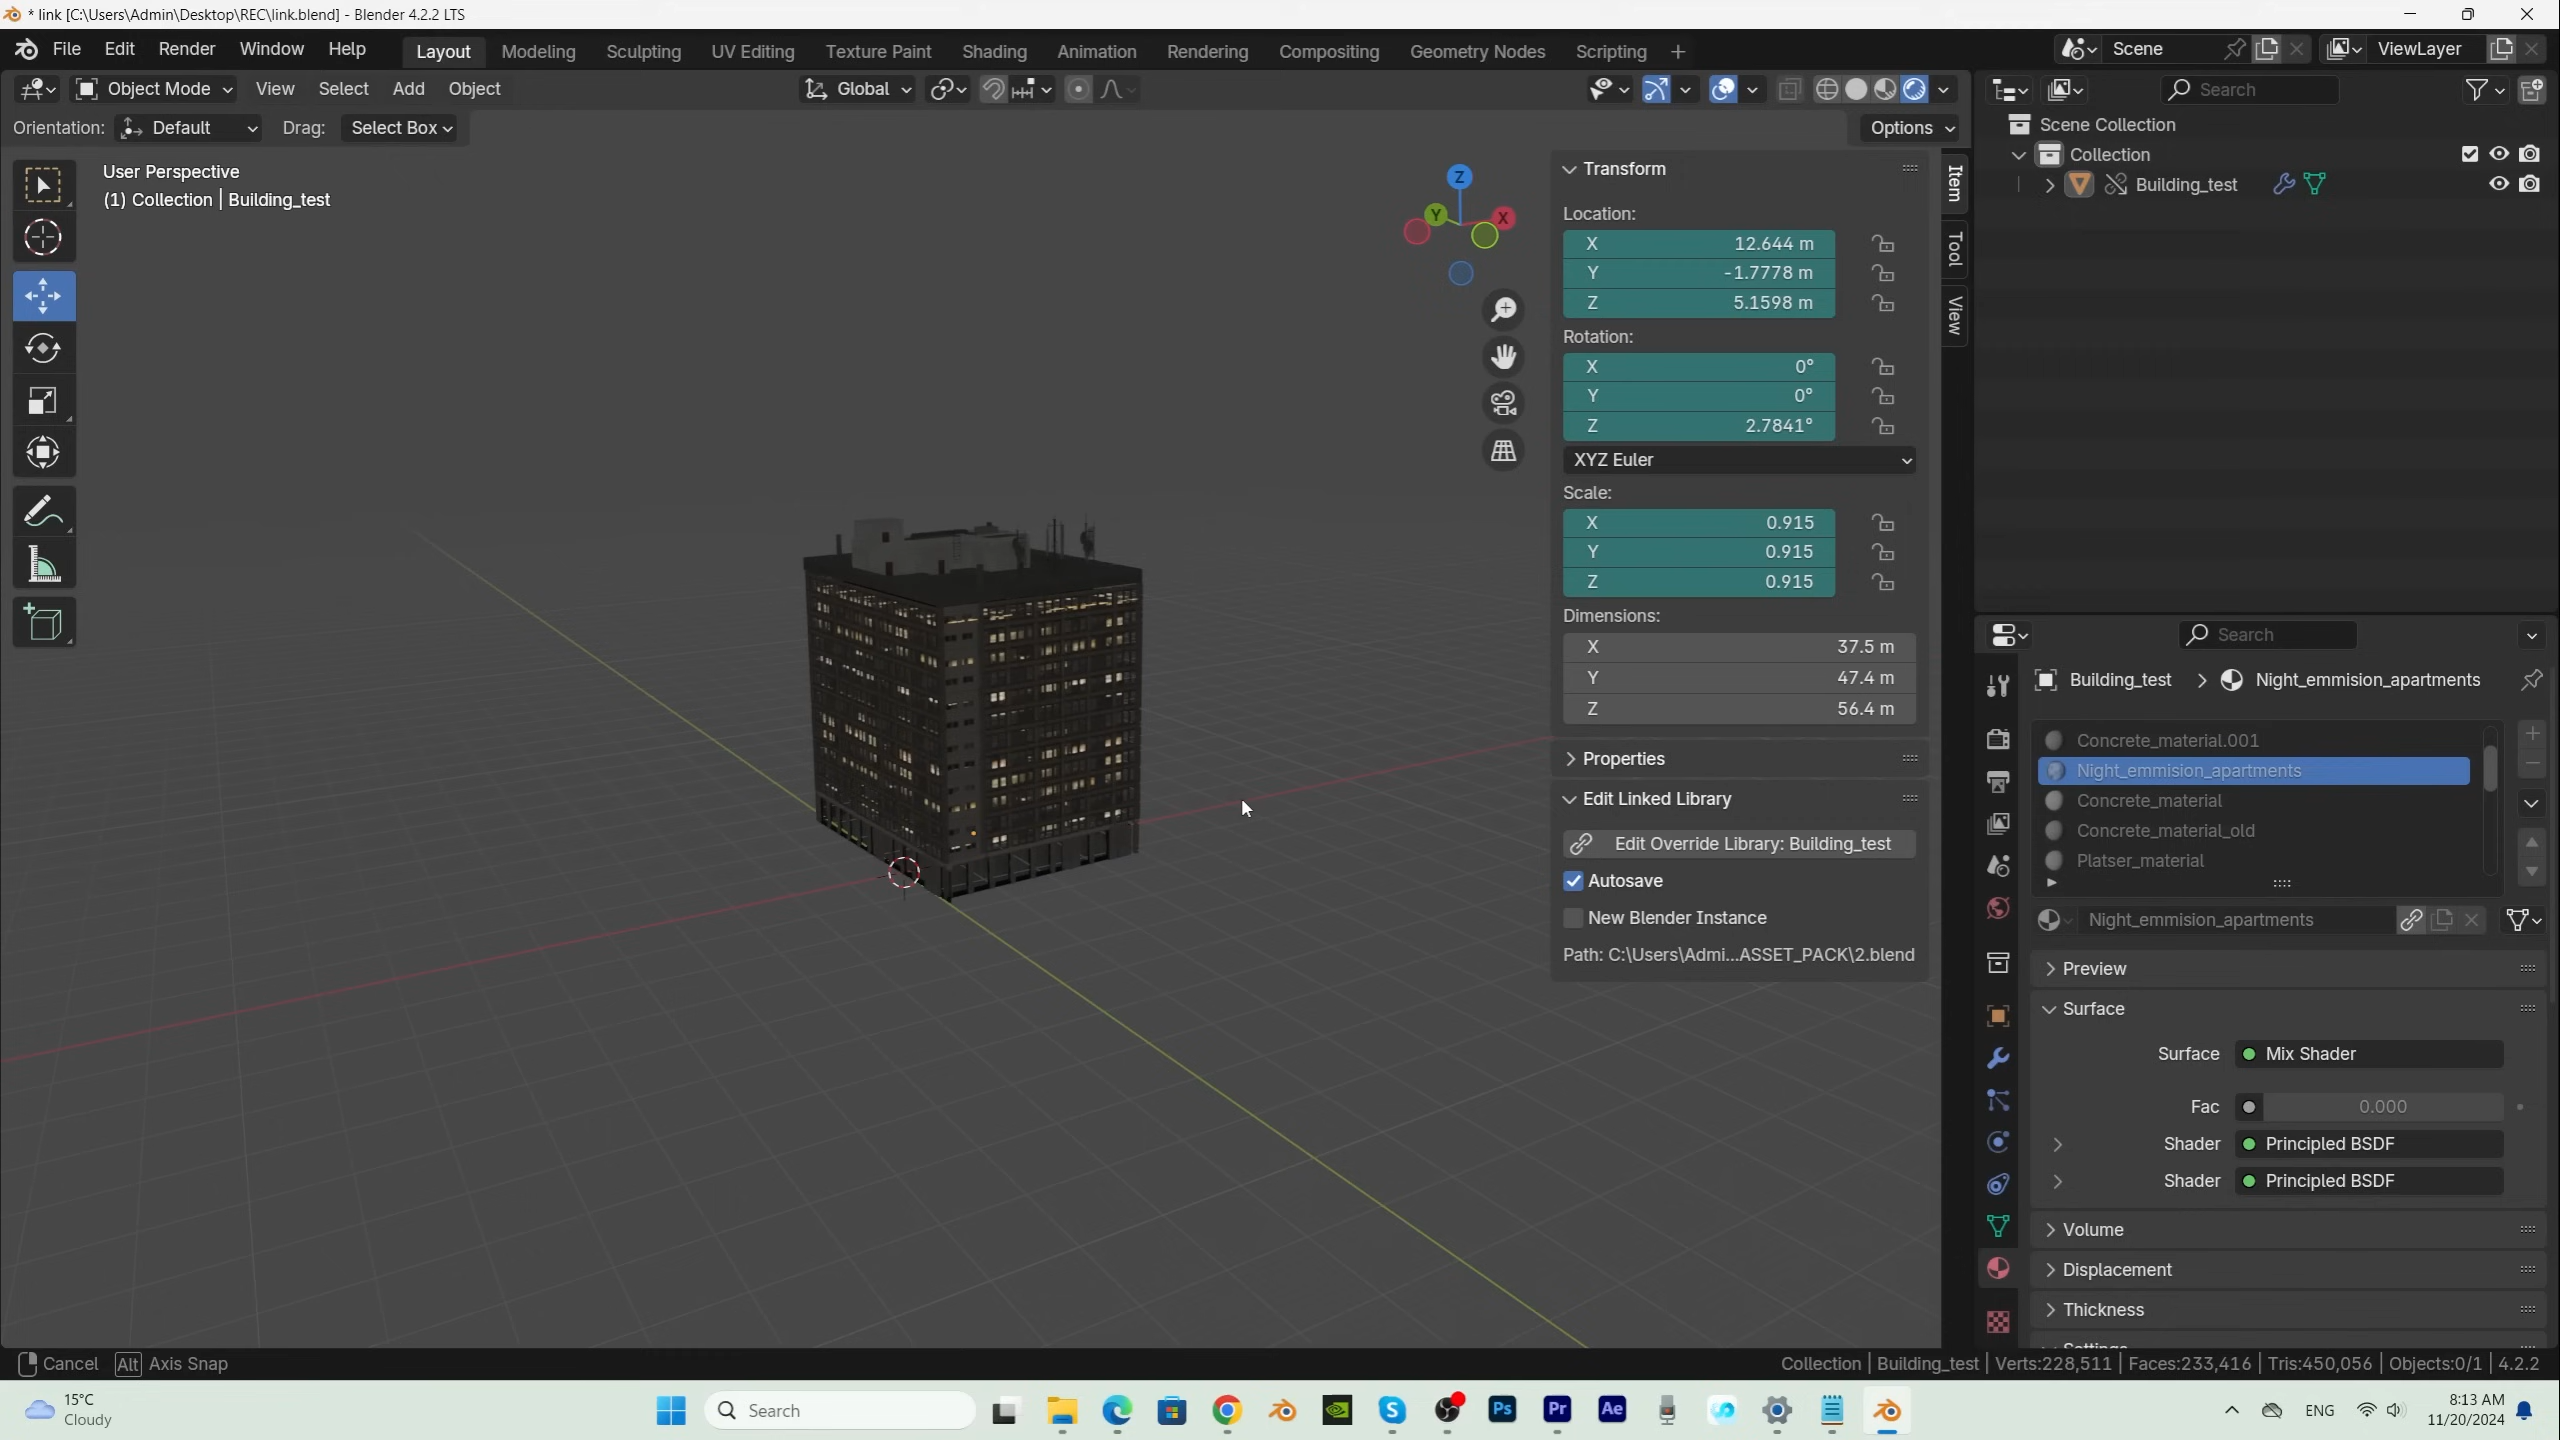 * link [C:\Users\Admin\Desktop\REC\link.blend] - Blender 4.2.2 LTS
File Edit Render Window Help Layout Modeling Sculpting UV Editing Texture Paint Shading Animation Rendering Compositing Geometry Nodes Scripting + Scene ViewLayer
Object Mode View Select Add Object Global Search
Orientation: Default Drag: Select Box Options
Scene Collection
Collection
Building_test
User Perspective
(1) Collection | Building_test
Z
Y
X
Item
Tool
View
Transform
Location:
X 12.644 m
Y -1.7778 m
Z 5.1598 m
Rotation:
X 0°
Y 0°
Z 2.7841°
XYZ Euler
Scale:
X 0.915
Y 0.915
Z 0.915
Dimensions:
X 37.5 m
Y 47.4 m
Z 56.4 m
Properties
Edit Linked Library
Edit Override Library: Building_test
Autosave
New Blender Instance
Path: C:\Users\Admi...ASSET_PACK\2.blend
Search
Building_test > Night_emmision_apartments
Concrete_material.001
Night_emmision_apartments
Concrete_material
Concrete_material_old
Platser_material
Night_emmision_apartments
Preview
Surface
Surface Mix Shader
Fac 0.000
Shader Principled BSDF
Shader Principled BSDF
Volume
Displacement
Thickness
Cancel Alt Axis Snap Collection | Building_test | Verts:228,511 | Faces:233,416 | Tris:450,056 | Objects:0/1 | 4.2.2
15°C
Cloudy
Search
Ps Pr Ae
ENG
8:13 AM
11/20/2024